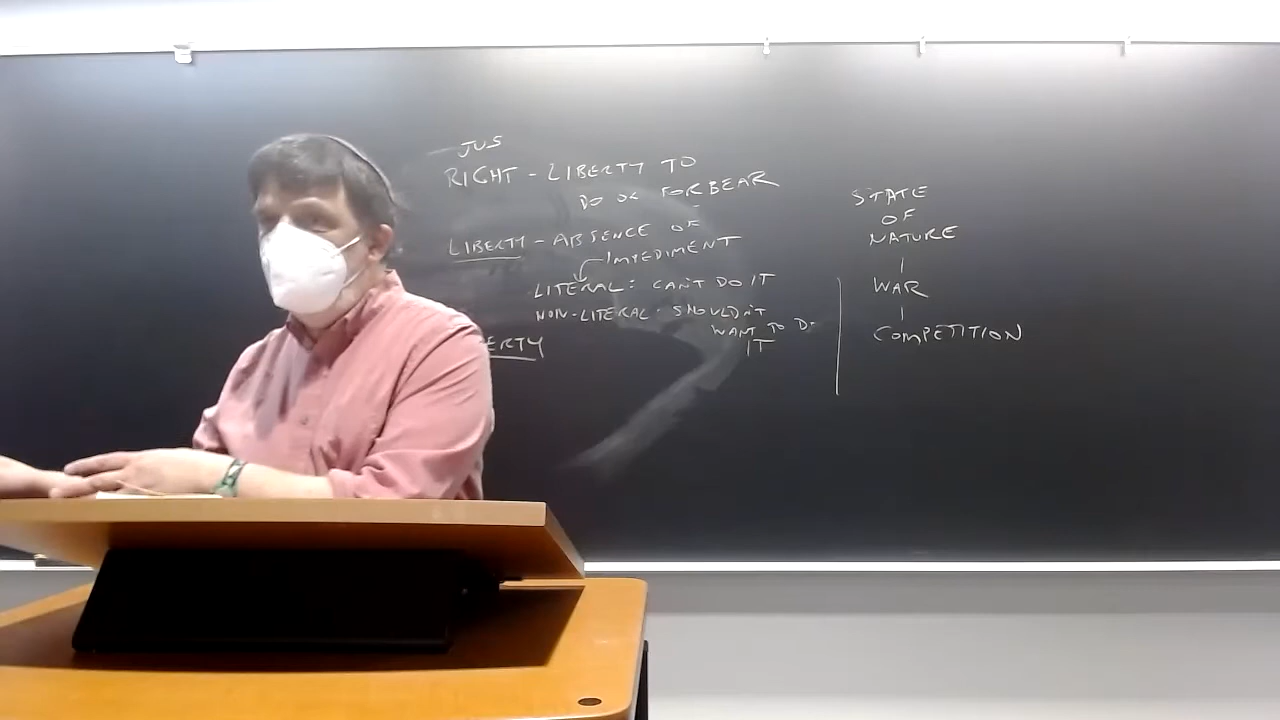 JUS
RIGHT - LIBERTY TO
DO OR FORBEAR
LIBERTY - ABSENCE OF
IMPEDIMENT
LITERAL: CAN'T DO IT
NON-LITERAL: SHOULDN'T
WANT TO DO
IT
ERTY
STATE
OF
NATURE
WAR
COMPETITION